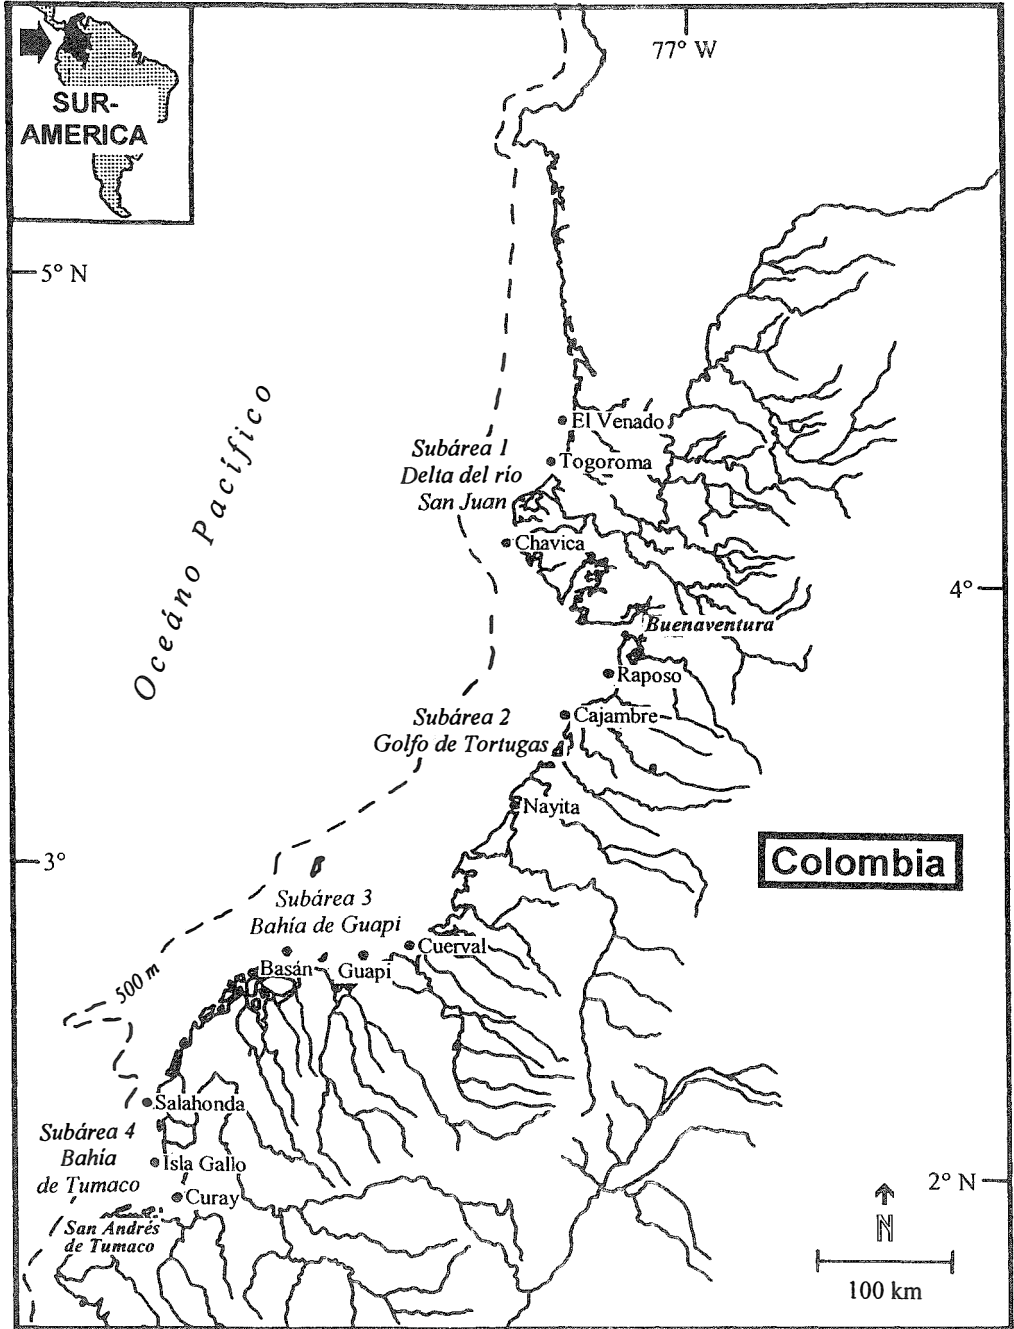 77° W
SUR-
AMERICA
5° N
Océano Pacífico
El Venado
Subárea 1
Delta del río
San Juan
Togoroma
Chavica
4°
Buenaventura
Raposo
Subárea 2
Golfo de Tortugas
Cajambre
Nayita
3°
Colombia
Subárea 3
Bahía de Guapi
Cuerval
Basán
Guapi
500 m
Salahonda
Subárea 4
Bahía
de Tumaco
Isla Gallo
Curay
San Andrés
de Tumaco
2° N
N
100 km